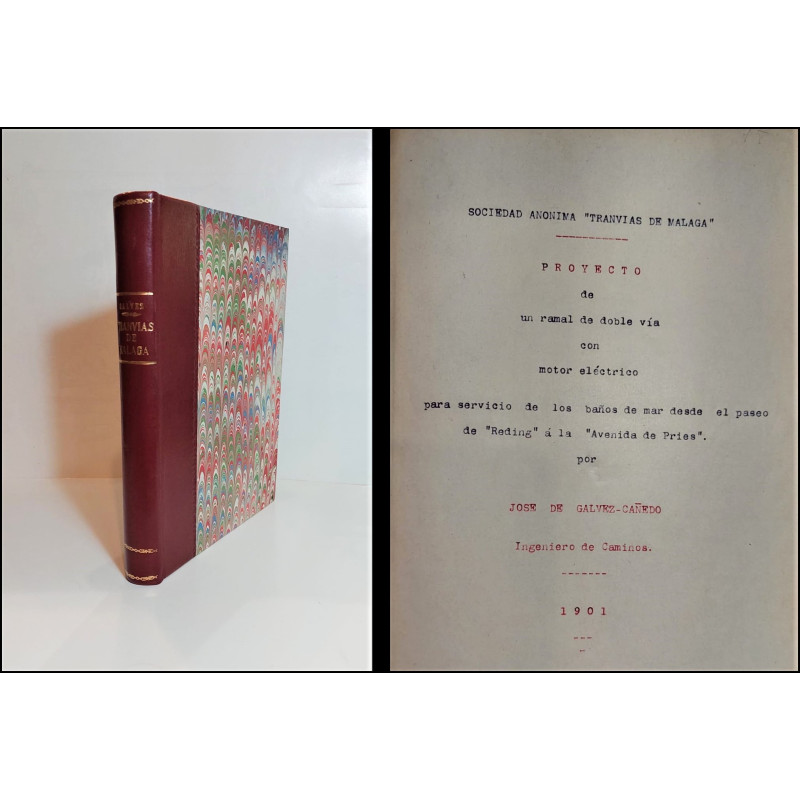 GALVES
TRANVIAS
DE
MALAGA
SOCIEDAD ANONIMA "TRANVIAS DE MALAGA"
PROYECTO
de
un ramal de doble vía
con
motor eléctrico
para servicio de los baños de mar desde el paseo
de "Reding" á la "Avenida de Pries".
por
JOSE DE GALVEZ-CAÑEDO
Ingeniero de Caminos.
1901